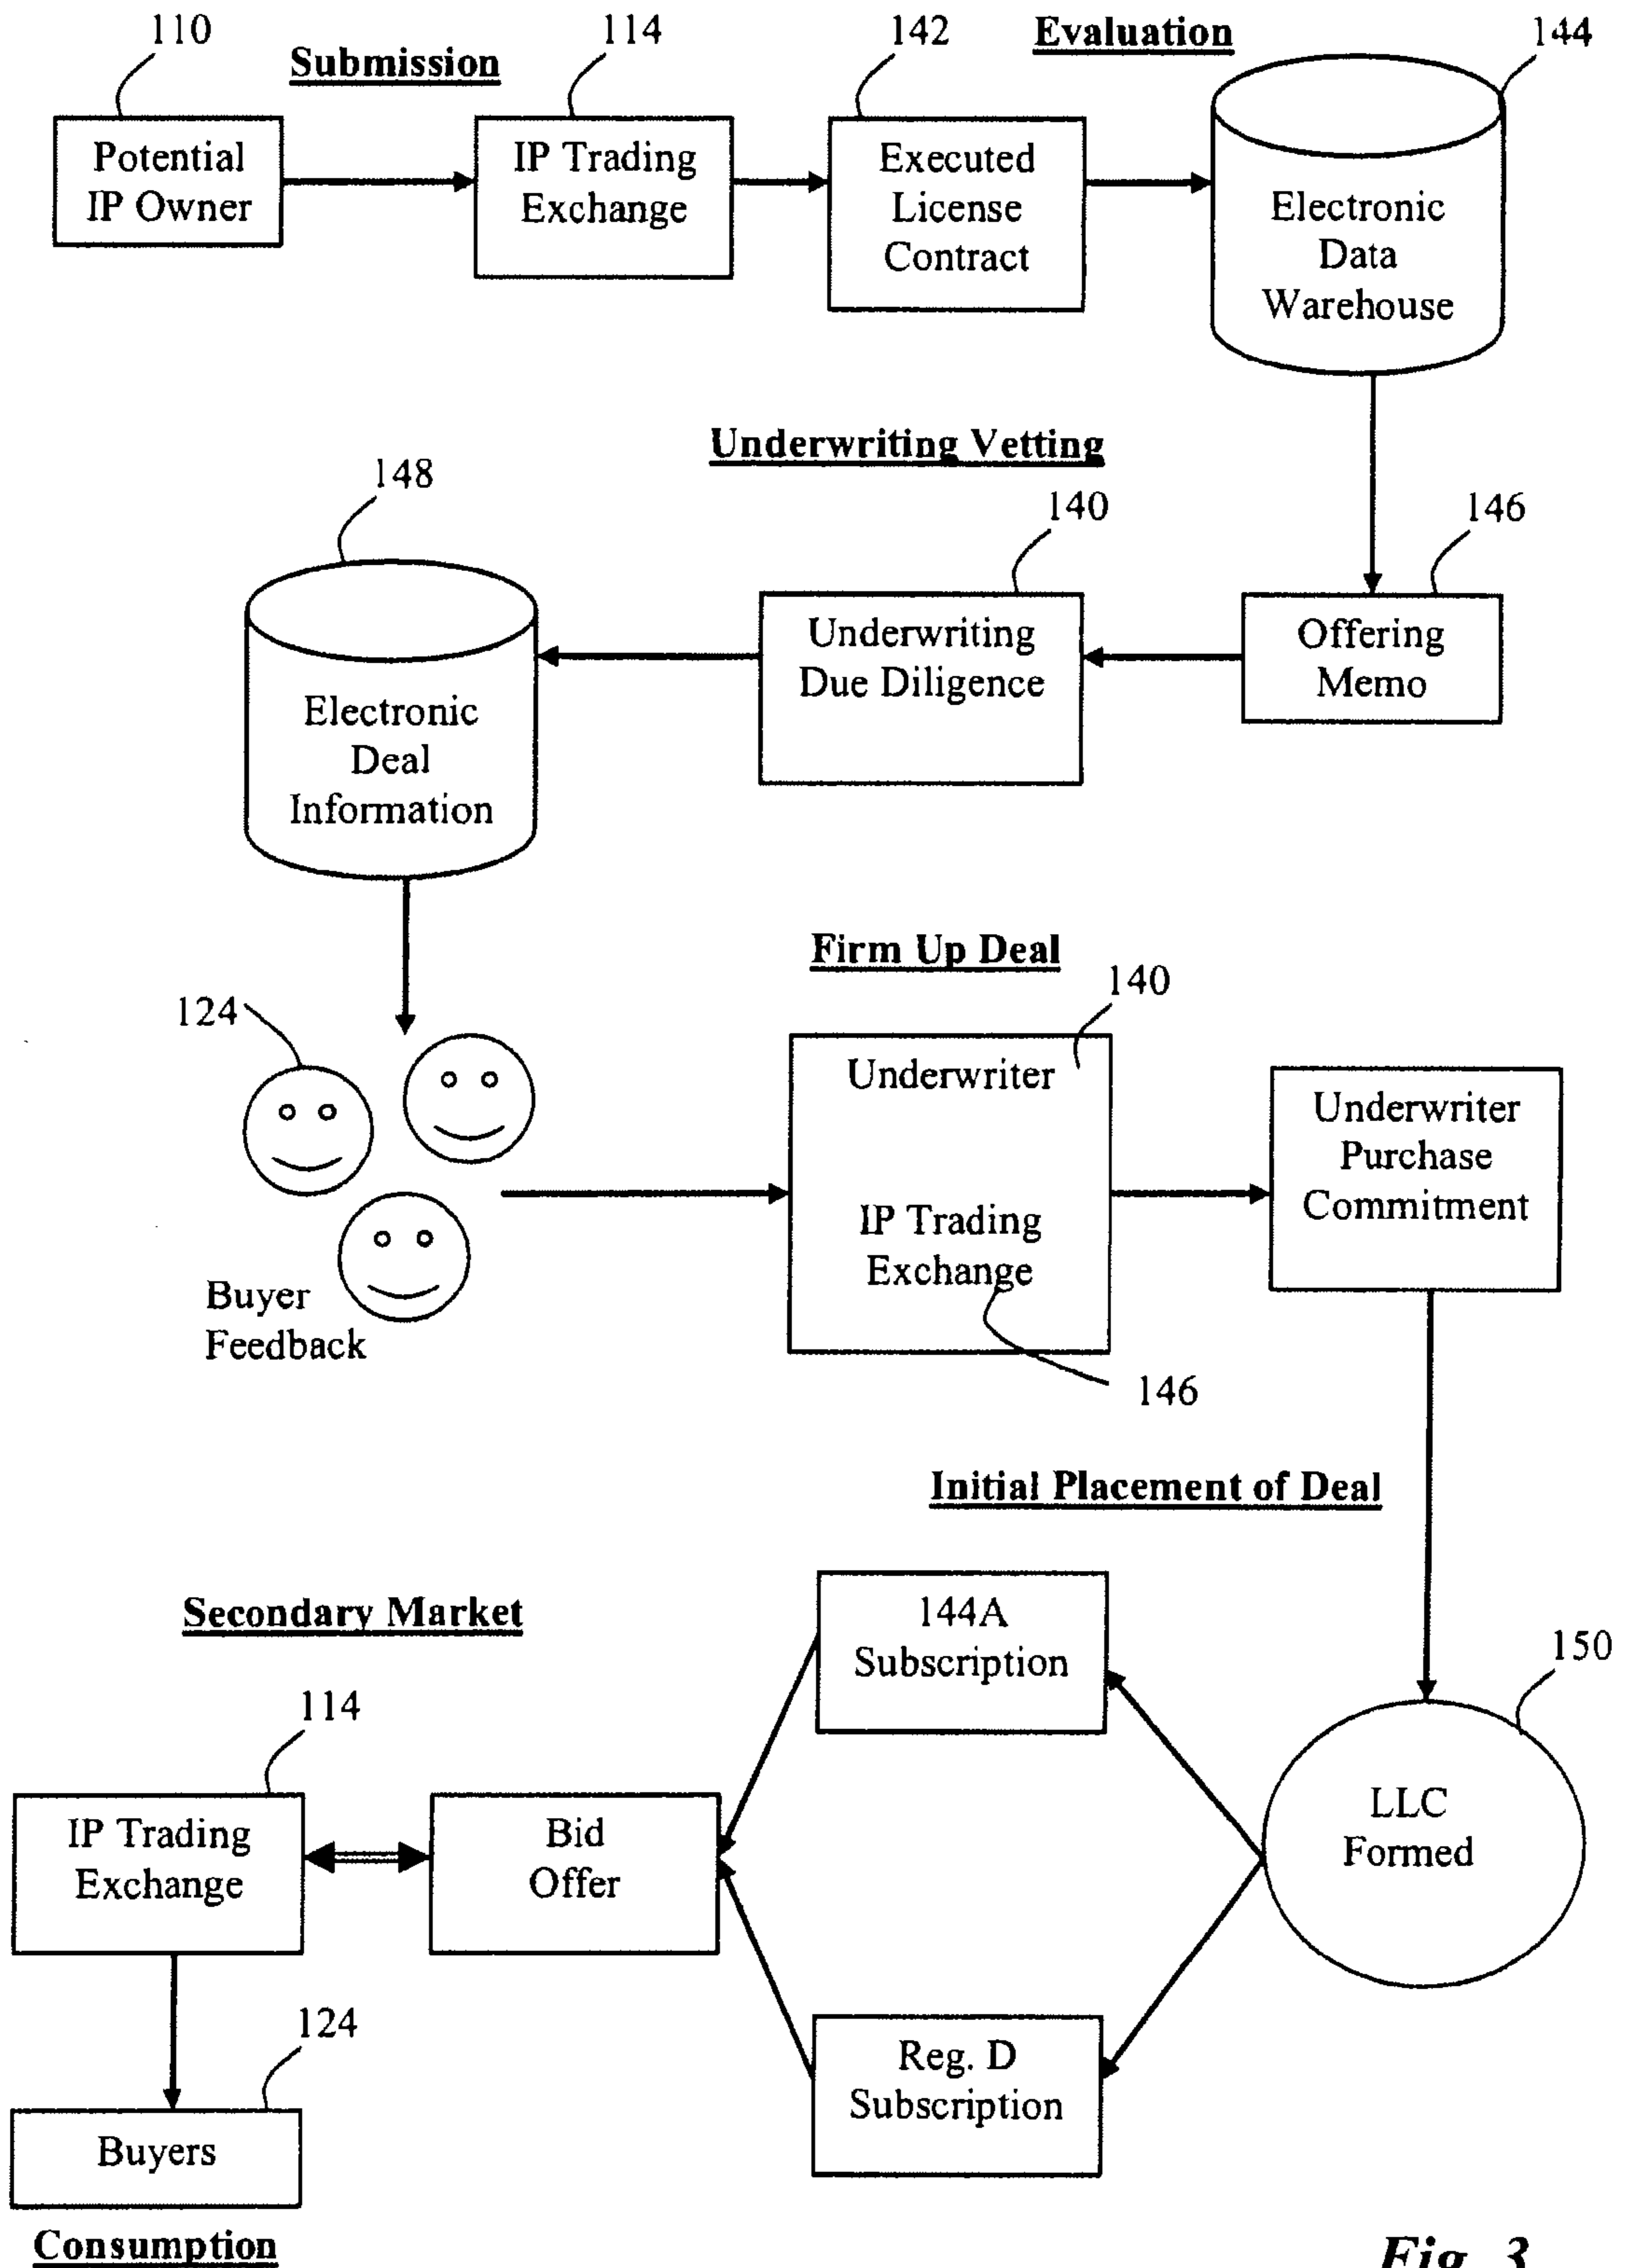 110
Submission
114
142
Evaluation
144
Potential
IP Owner
IP Trading
Exchange
Executed
License
Contract
Electronic
Data
Warehouse
Underwriting Vetting
148
140
146
Electronic
Deal
Information
Underwriting
Due Diligence
Offering
Memo
Firm Up Deal
124
140
Buyer
Feedback
Underwriter
IP Trading
Exchange
146
Underwriter
Purchase
Commitment
Initial Placement of Deal
Secondary Market
144A
Subscription
150
114
IP Trading
Exchange
Bid
Offer
LLC
Formed
124
Reg. D
Subscription
Buyers
Consumption
Fig. 3